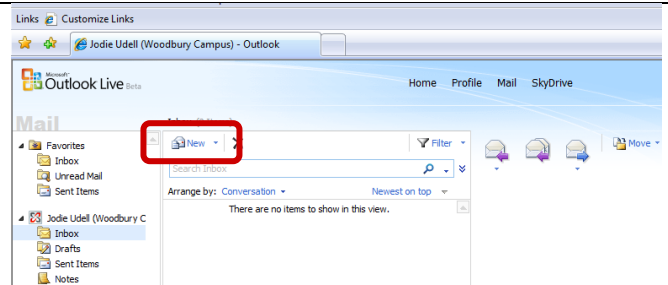 Links Customize Links
Jodie Udell (Woodbury Campus) - Outlook
Microsoft®
Outlook Live Beta
Home Profile Mail SkyDrive
Mail
Favorites
New Filter Move
Inbox
Search Inbox
Unread Mail
Sent Items
Arrange by: Conversation Newest on top
There are no items to show in this view.
Jodie Udell (Woodbury C
Inbox
Drafts
Sent Items
Notes